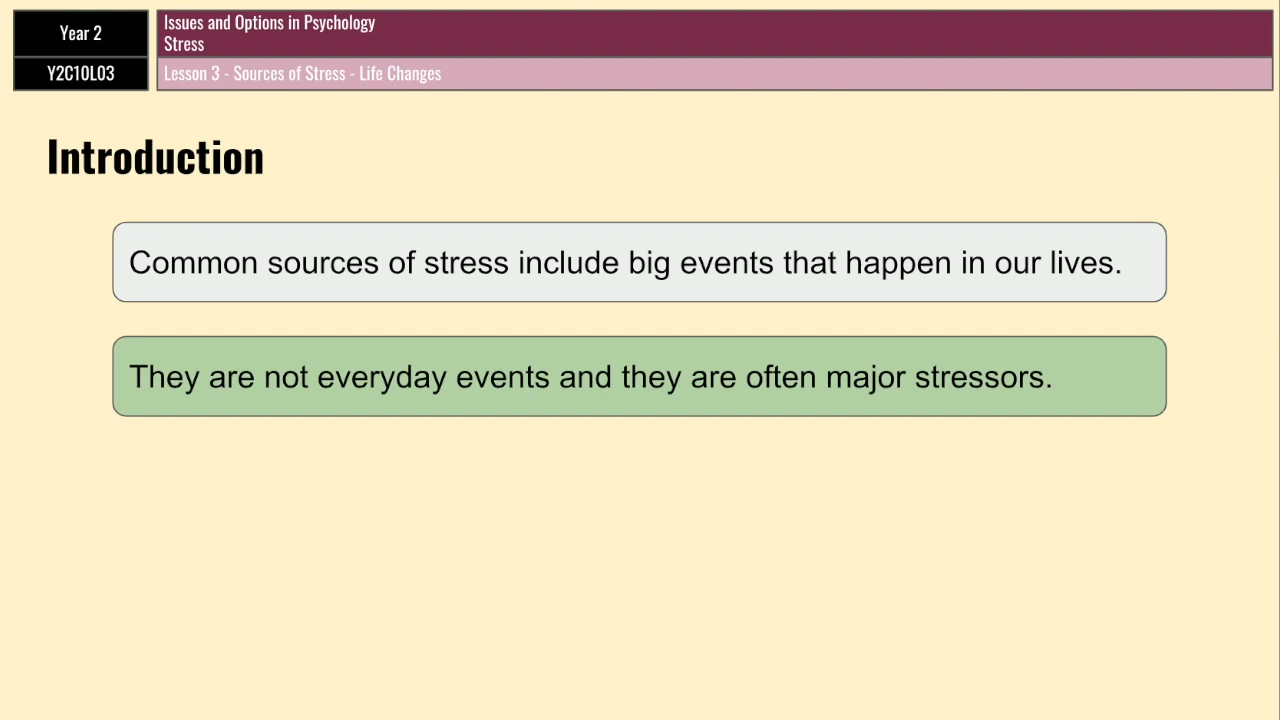 Year 2
Issues and Options in Psychology
Stress
Y2C10L03
Lesson 3 - Sources of Stress - Life Changes
Introduction
Common sources of stress include big events that happen in our lives.
They are not everyday events and they are often major stressors.